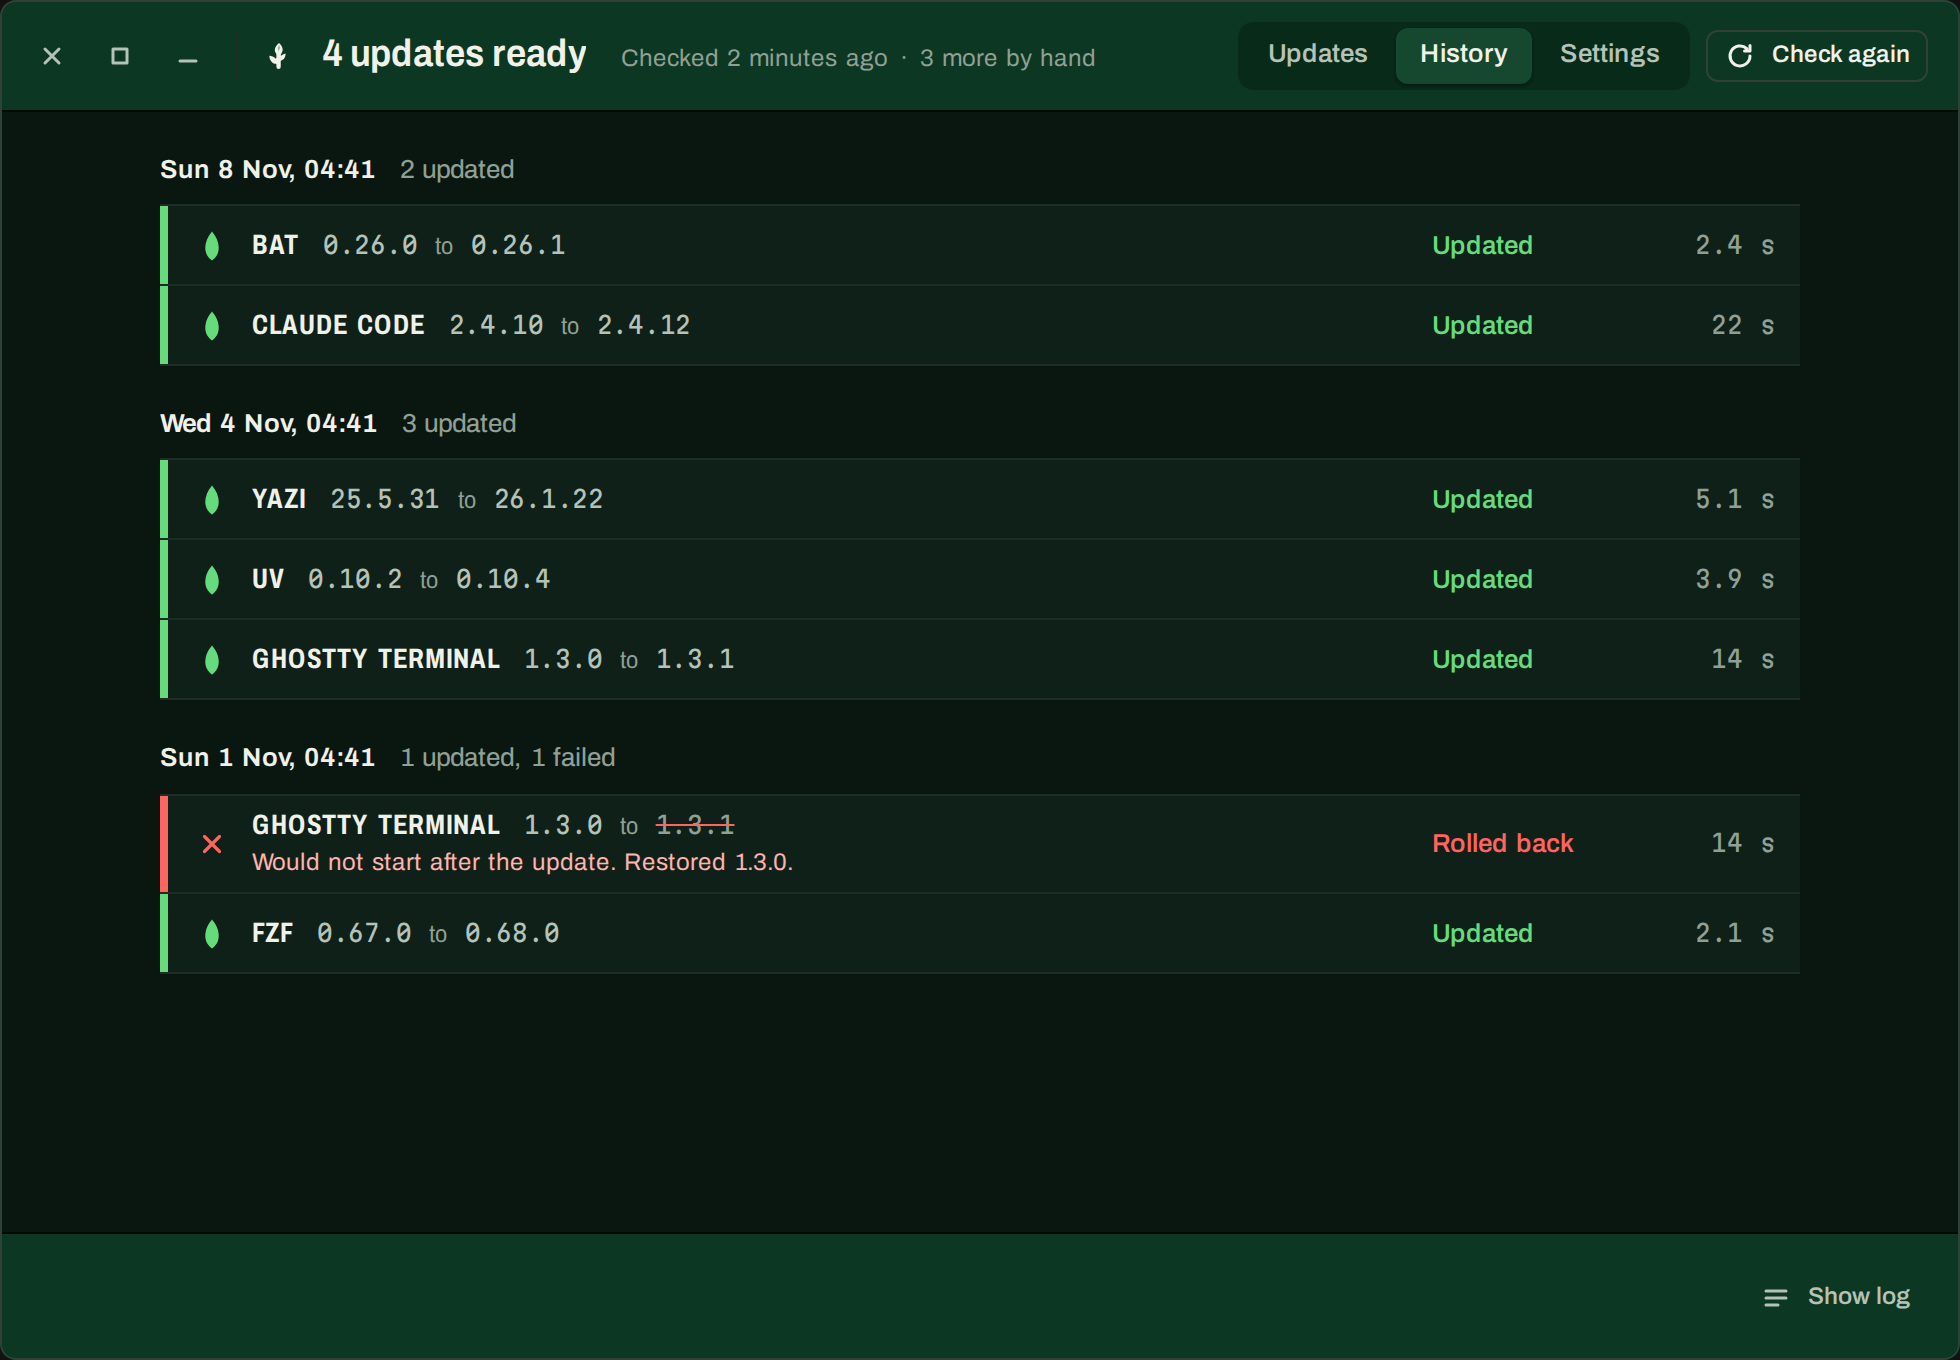 4 updates ready Checked 2 minutes ago · 3 more by hand Updates History Settings Check again
Sun 8 Nov, 04:41 2 updated
BAT 0.26.0 to 0.26.1 Updated 2.4 s
CLAUDE CODE 2.4.10 to 2.4.12 Updated 22 s
Wed 4 Nov, 04:41 3 updated
YAZI 25.5.31 to 26.1.22 Updated 5.1 s
UV 0.10.2 to 0.10.4 Updated 3.9 s
GHOSTTY TERMINAL 1.3.0 to 1.3.1 Updated 14 s
Sun 1 Nov, 04:41 1 updated, 1 failed
GHOSTTY TERMINAL 1.3.0 to 1.3.1 Rolled back 14 s
Would not start after the update. Restored 1.3.0.
FZF 0.67.0 to 0.68.0 Updated 2.1 s
Show log